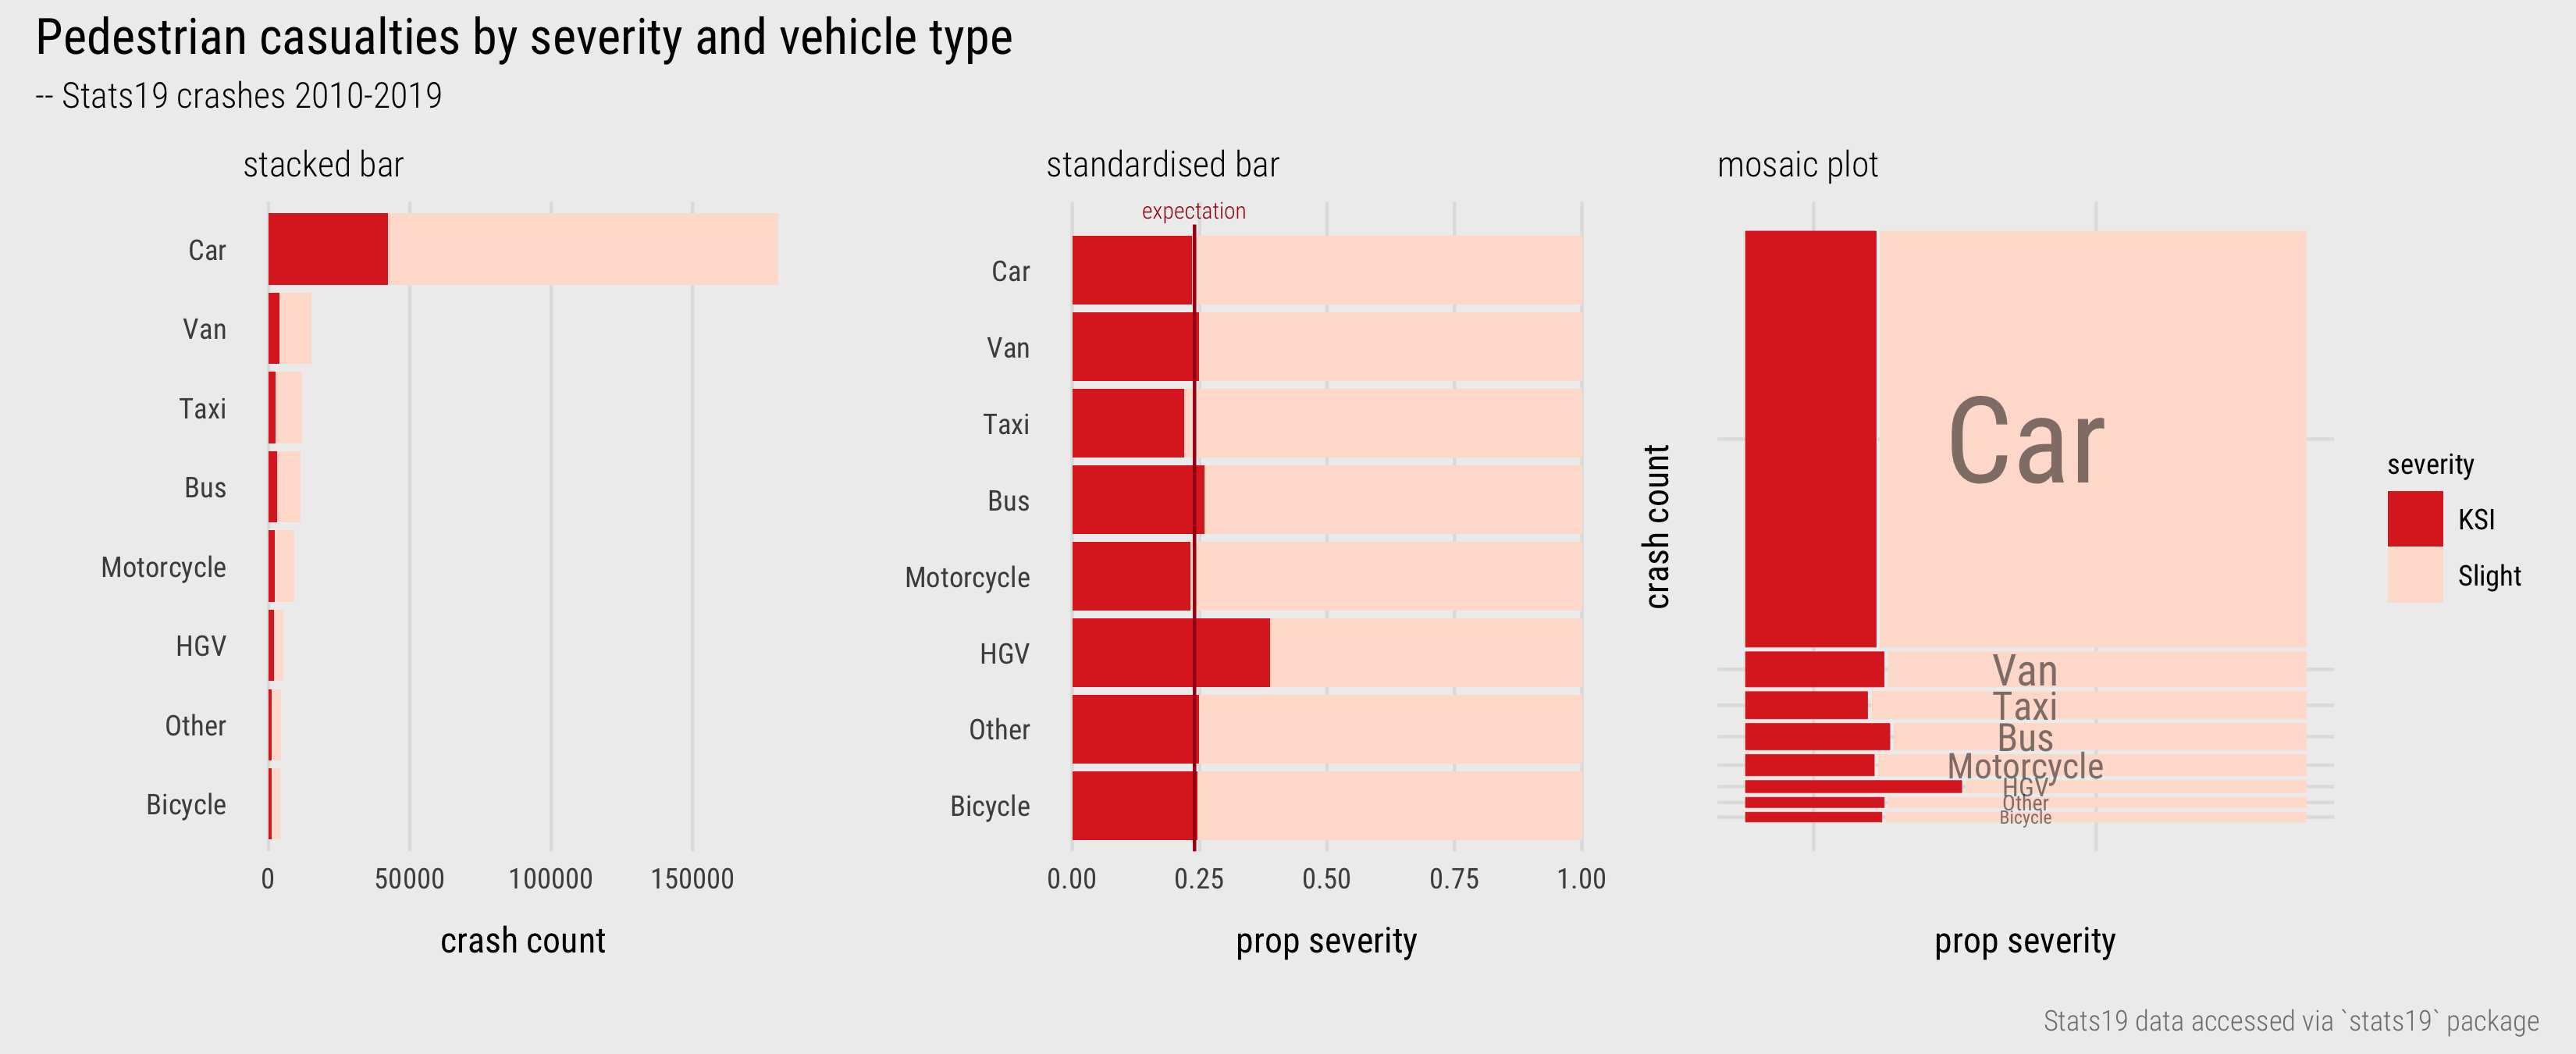 Pedestrian casualties by severity and vehicle type
-- Stats19 crashes 2010-2019
stacked bar
Car
Van
Taxi
Bus
Motorcycle
HGV
Other
Bicycle
0 50000 100000 150000
crash count
standardised bar
expectation
Car
Van
Taxi
Bus
Motorcycle
HGV
Other
Bicycle
0.00 0.25 0.50 0.75 1.00
prop severity
mosaic plot
crash count
Car
Van
Taxi
Bus
Motorcycle
HGV
Other
Bicycle
prop severity
severity
KSI
Slight
Stats19 data accessed via `stats19` package